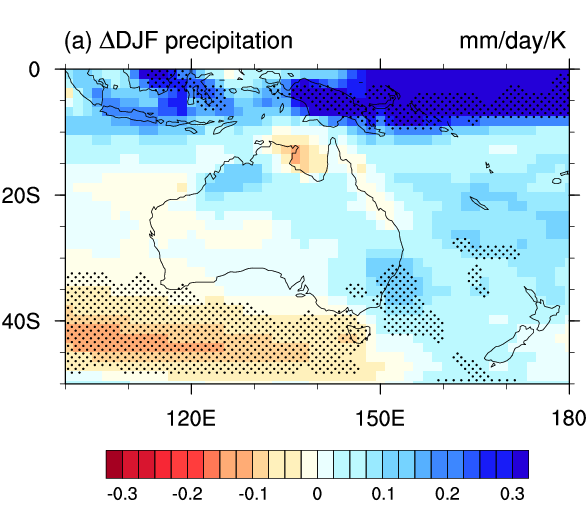 (a) ΔDJF precipitation mm/day/K
0
20S
40S
120E 150E 180
-0.3 -0.2 -0.1 0 0.1 0.2 0.3